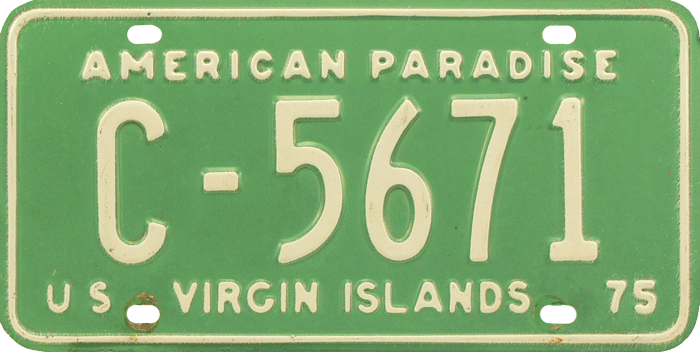 AMERICAN PARADISE
C-5671
US VIRGIN ISLANDS 75